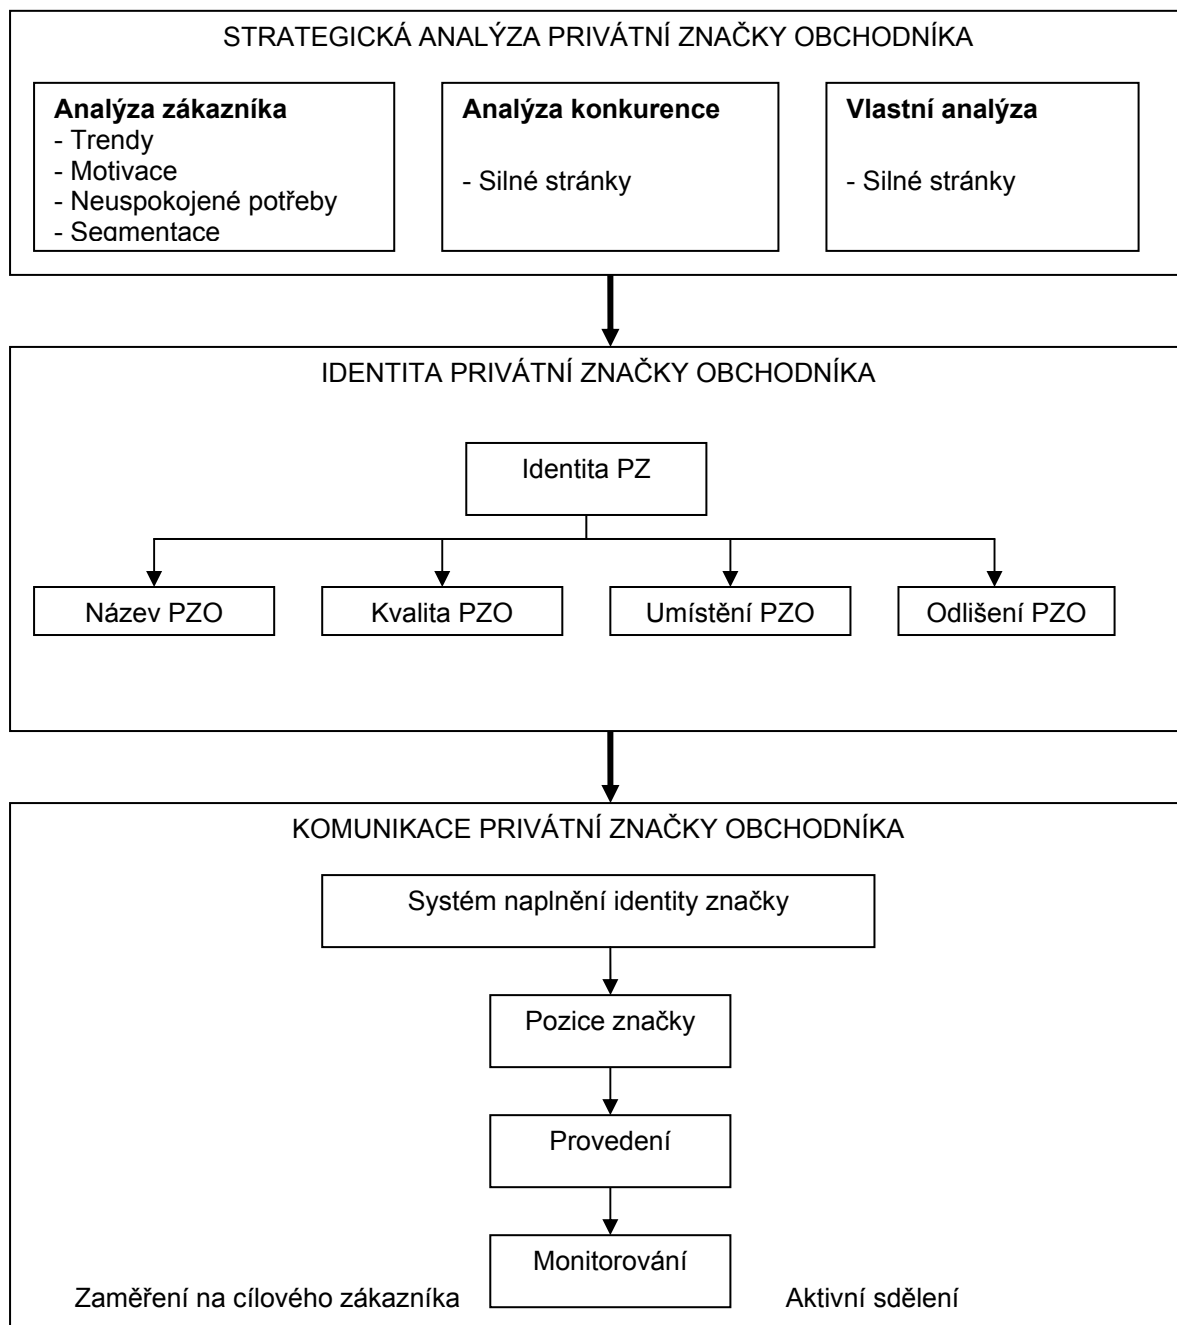 STRATEGICKÁ ANALÝZA PRIVÁTNÍ ZNAČKY OBCHODNÍKA
Analýza zákazníka
- Trendy
- Motivace
- Neuspokojené potřeby
- Segmentace
Analýza konkurence
- Silné stránky
Vlastní analýza
- Silné stránky
IDENTITA PRIVÁTNÍ ZNAČKY OBCHODNÍKA
Identita PZ
Název PZO
Kvalita PZO
Umístění PZO
Odlišení PZO
KOMUNIKACE PRIVÁTNÍ ZNAČKY OBCHODNÍKA
Systém naplnění identity značky
Pozice značky
Provedení
Monitorování
Zaměření na cílového zákazníka
Aktivní sdělení